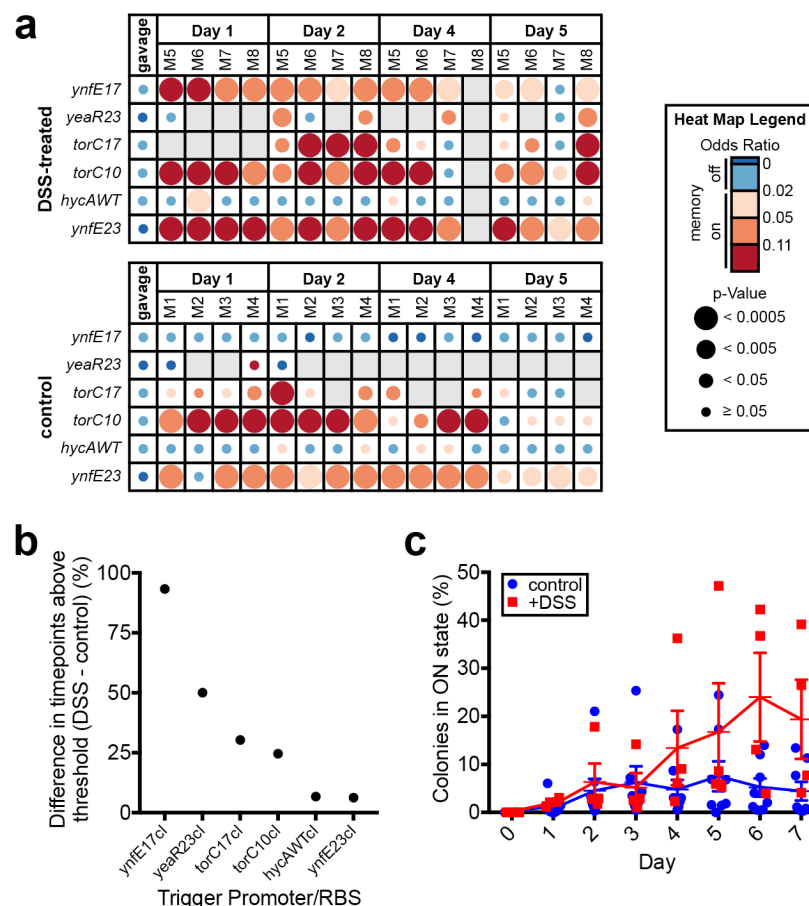 a
gavage Day 1 Day 2 Day 4 Day 5
M5 M6 M7 M8 M5 M6 M7 M8 M5 M6 M7 M8 M5 M6 M7 M8
DSS-treated
ynfE17
yeaR23
torC17
torC10
hycAWT
ynfE23
gavage Day 1 Day 2 Day 4 Day 5
M1 M2 M3 M4 M1 M2 M3 M4 M1 M2 M3 M4 M1 M2 M3 M4
control
ynfE17
yeaR23
torC17
torC10
hycAWT
ynfE23
Heat Map Legend
Odds Ratio
memory
off
on
0
0.02
0.05
0.11
p-Value
< 0.0005
< 0.005
< 0.05
≥ 0.05
b
Difference in timepoints above
threshold (DSS - control) (%)
100
75
50
25
0
ynfE17cl yeaR23cl torC17cl torC10cl hycAWTcl ynfE23cl
Trigger Promoter/RBS
c
Colonies in ON state (%)
50
40
30
20
10
0
control
+DSS
0 1 2 3 4 5 6 7
Day